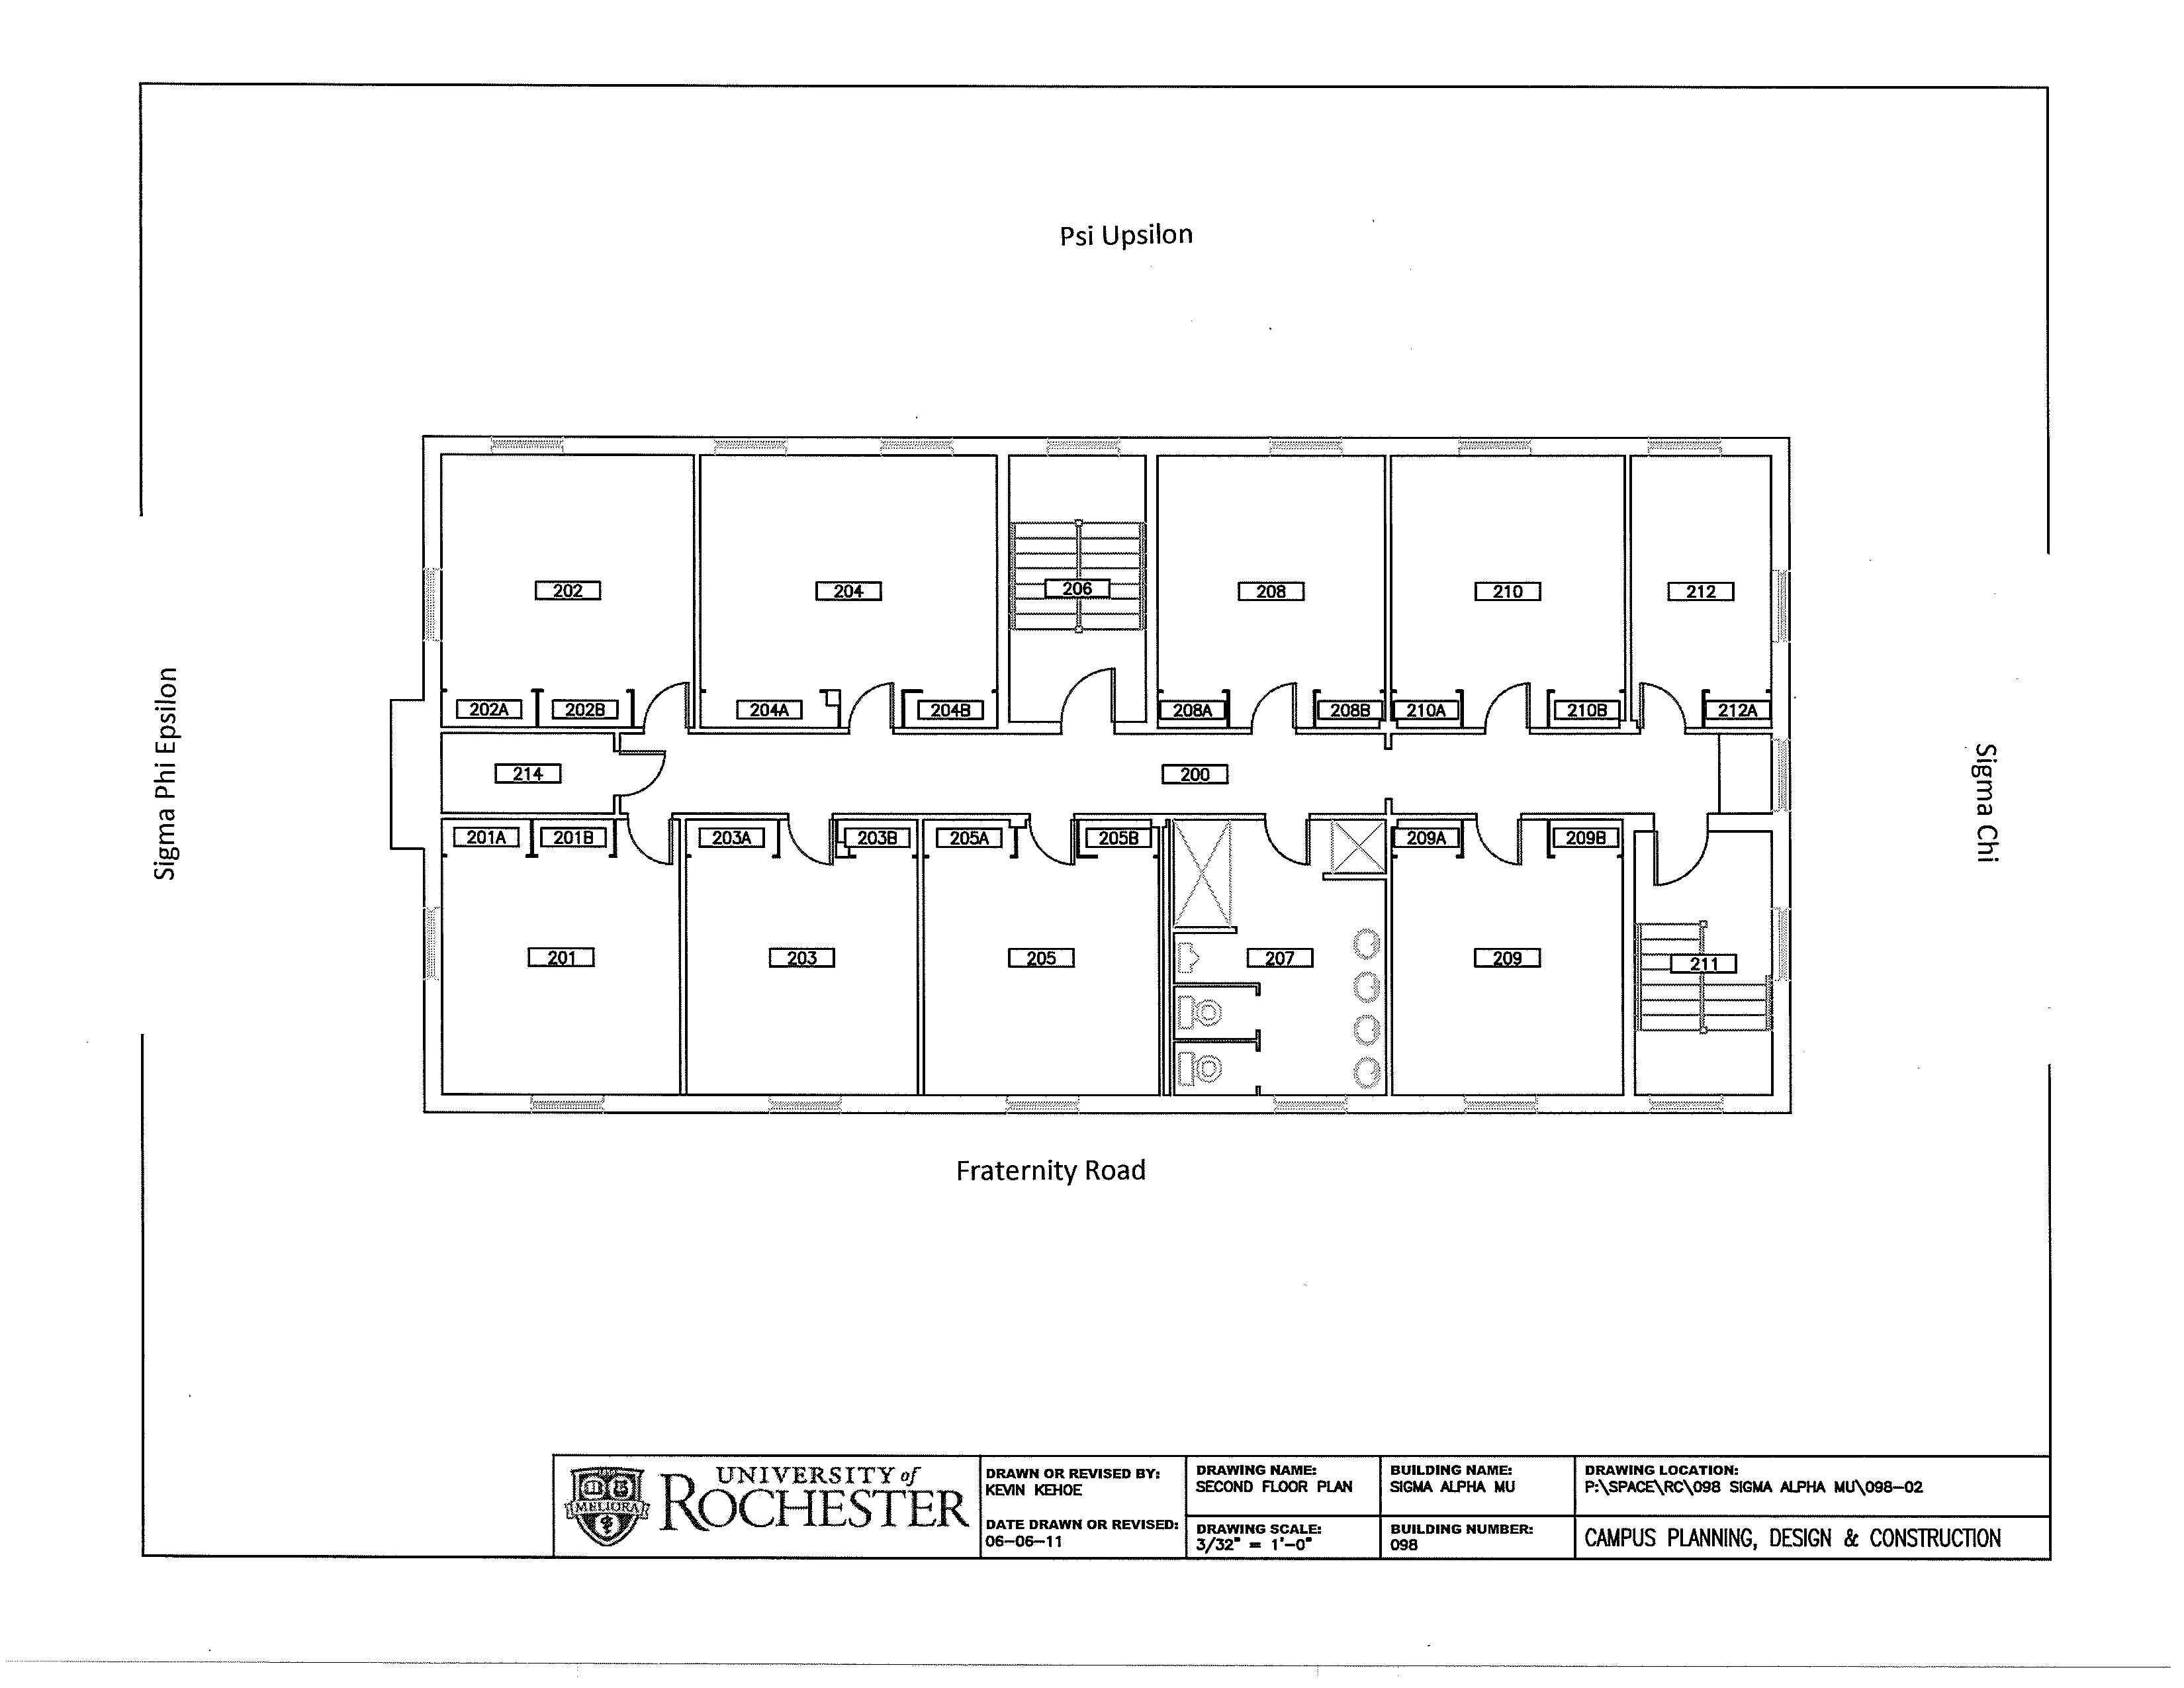 Psi Upsilon
Sigma Phi Epsilon
Sigma Chi
202
204
206
208
210
212
202A
202B
204A
204B
208A
208B
210A
210B
212A
214
200
201A
201B
203A
203B
205A
205B
209A
209B
201
203
205
207
209
211
Fraternity Road
MELIORA
UNIVERSITY of
ROCHESTER
DRAWN OR REVISED BY:
KEVIN KEHOE
DATE DRAWN OR REVISED:
06-06-11
DRAWING NAME:
SECOND FLOOR PLAN
DRAWING SCALE:
3/32" = 1'-0"
BUILDING NAME:
SIGMA ALPHA MU
BUILDING NUMBER:
098
DRAWING LOCATION:
P:\SPACE\RC\098 SIGMA ALPHA MU\098-02
CAMPUS PLANNING, DESIGN & CONSTRUCTION